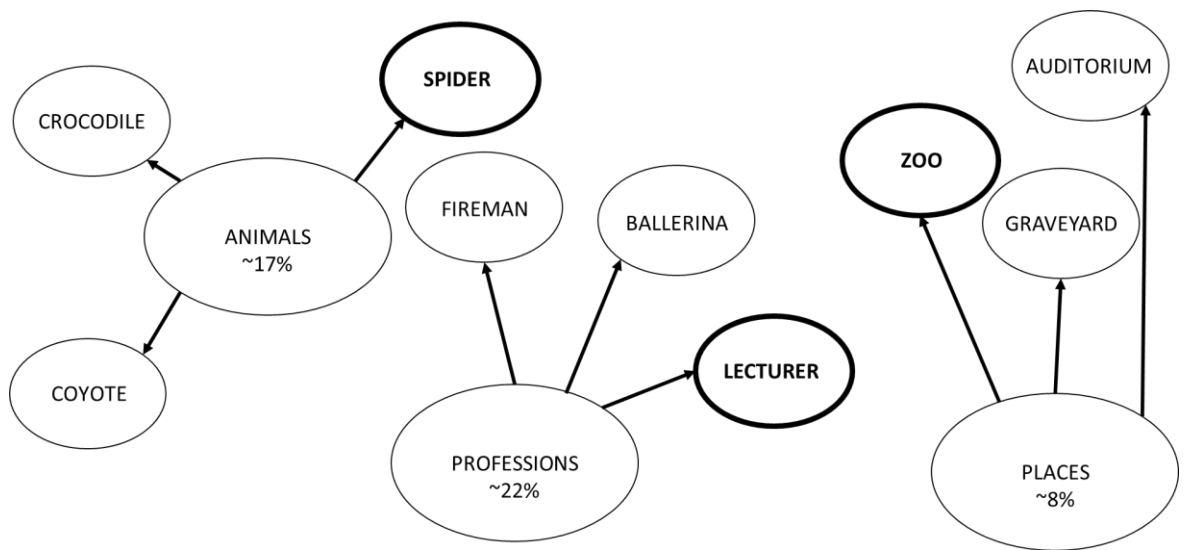 AUDITORIUM
SPIDER
CROCODILE
ZOO
FIREMAN
BALLERINA
GRAVEYARD
ANIMALS
~17%
LECTURER
COYOTE
PROFESSIONS
~22%
PLACES
~8%